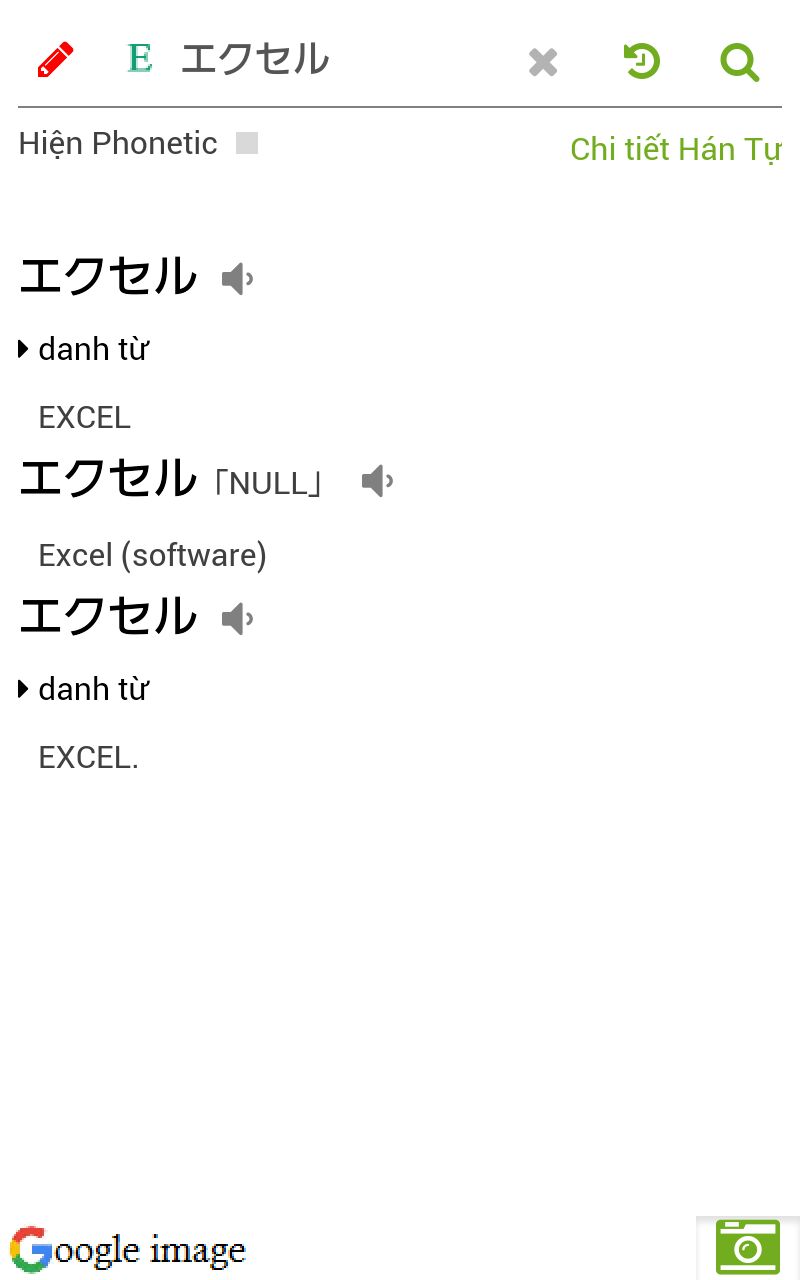 E エクセル
Hiện Phonetic
Chi tiết Hán Tự
エクセル
danh từ
EXCEL
エクセル「NULL」
Excel (software)
エクセル
danh từ
EXCEL.
Google image